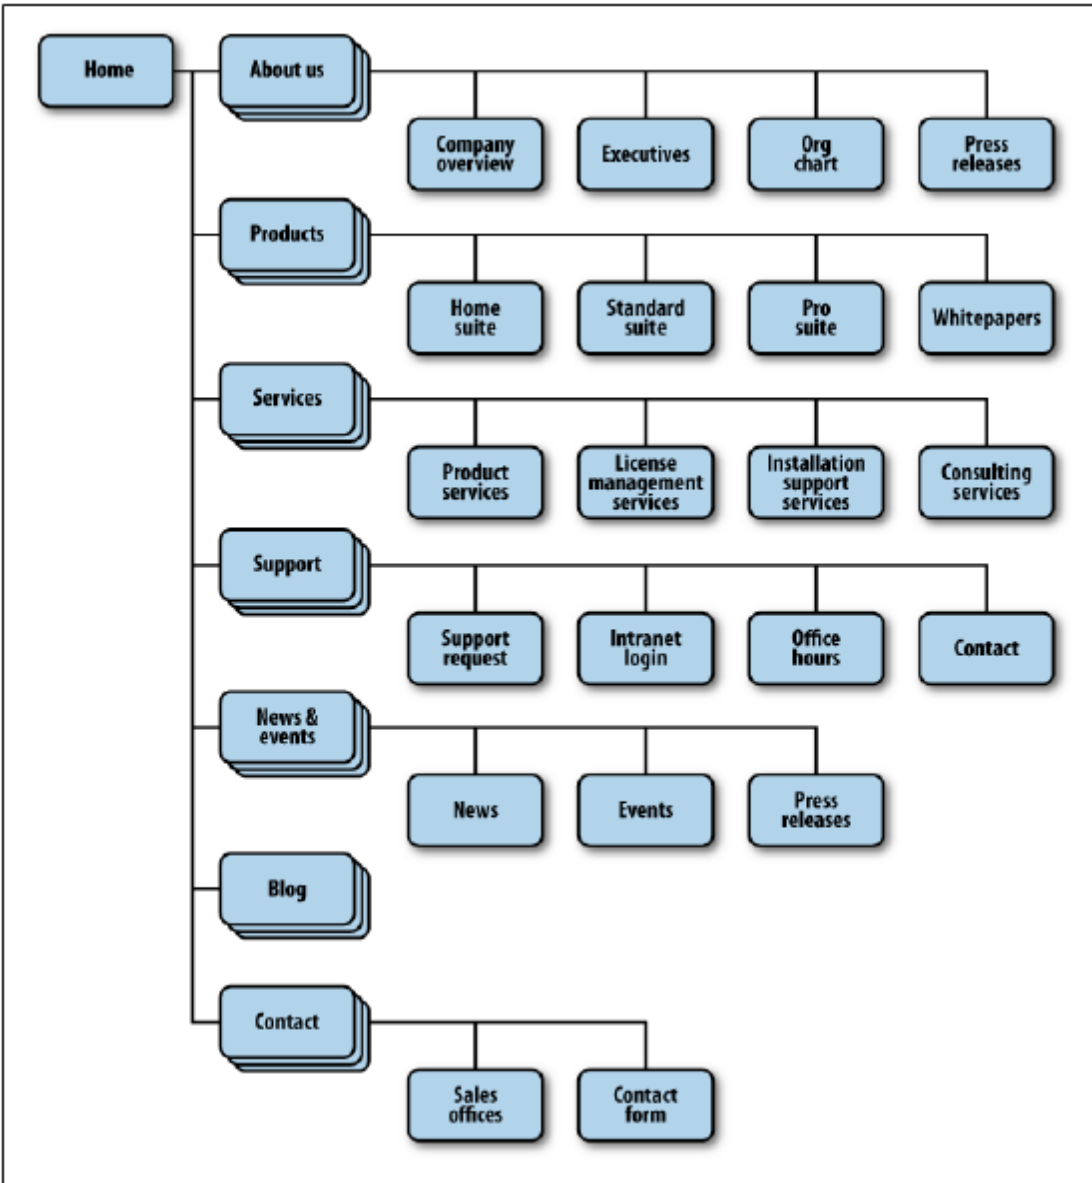 Home
About us
Company
overview
Executives
Org
chart
Press
releases
Products
Home
suite
Standard
suite
Pro
suite
Whitepapers
Services
Product
services
License
management
services
Installation
support
services
Consulting
services
Support
Support
request
Intranet
login
Office
hours
Contact
News &
events
News
Events
Press
releases
Blog
Contact
Sales
offices
Contact
form